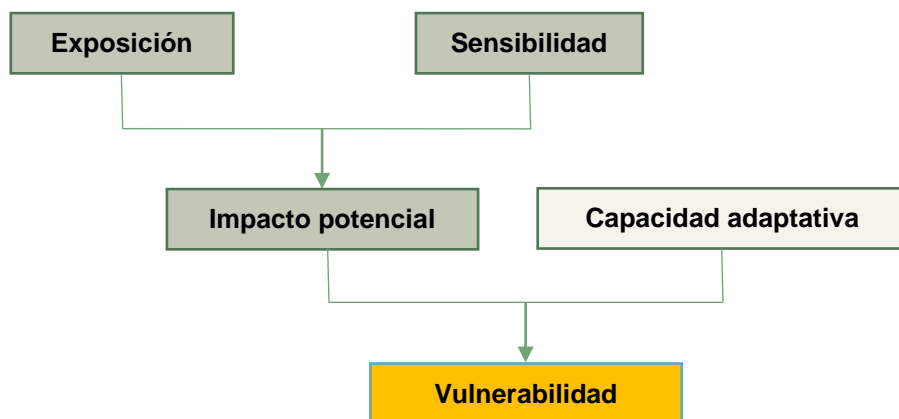 Exposición
Sensibilidad
Impacto potencial
Capacidad adaptativa
Vulnerabilidad